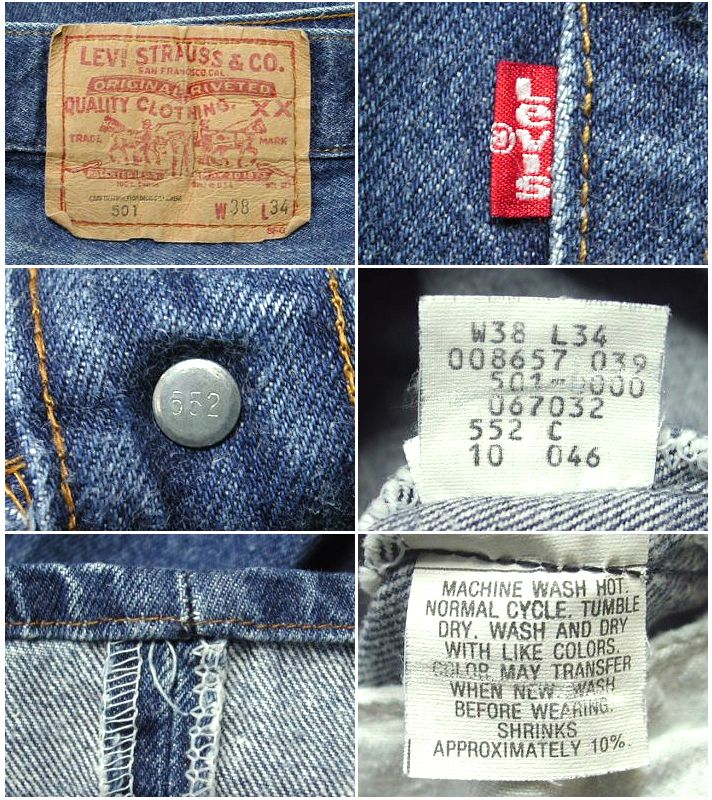 LEVI STRAUSS & CO.
SAN FRANCISCO, CAL.
ORIGINAL RIVETED
QUALITY CLOTHING. XX
TRADE MARK
501 W38 L34
Levi's
®
552
W38 L34
008657 039
501-0000
067032
552 C
10 046
MACHINE WASH HOT.
NORMAL CYCLE. TUMBLE
DRY. WASH AND DRY
WITH LIKE COLORS.
COLOR MAY TRANSFER
WHEN NEW. WASH
BEFORE WEARING.
SHRINKS
APPROXIMATELY 10%.